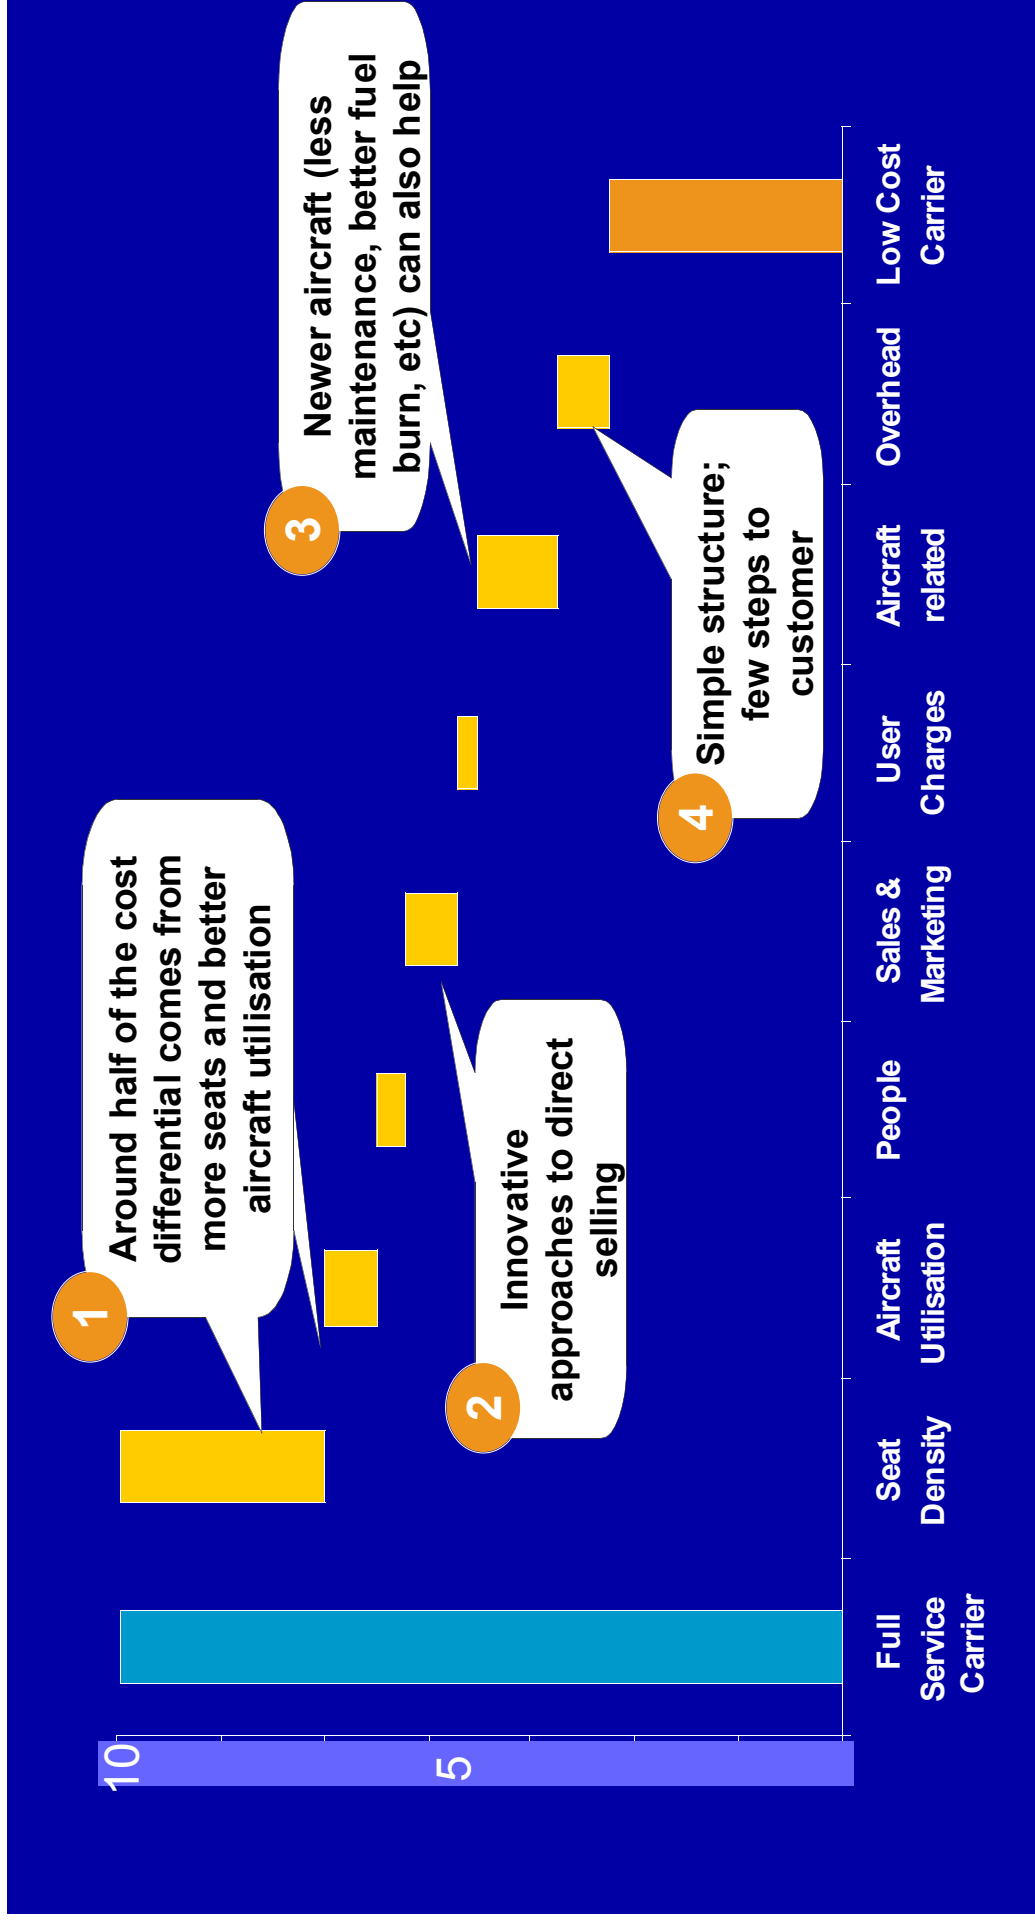 1
Around half of the cost
differential comes from
more seats and better
aircraft utilisation
2
Innovative
approaches to direct
selling
3
Newer aircraft (less
maintenance, better fuel
burn, etc) can also help
4
Simple structure;
few steps to
customer
10
5
Full
Service
Carrier
Seat
Density
Aircraft
Utilisation
People
Sales &
Marketing
User
Charges
Aircraft
related
Overhead
Low Cost
Carrier